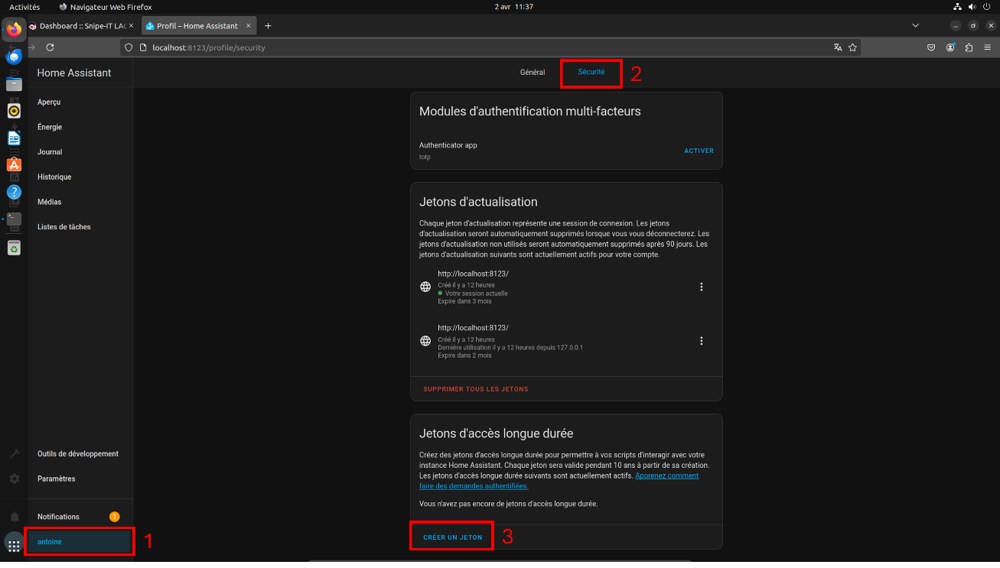 Activités
Navigateur Web Firefox
2 avr 11:37
Dashboard :: Snipe-IT LAC
Profil – Home Assistant
localhost:8123/profile/security
Home Assistant
Général
Sécurité
2
Aperçu
Énergie
Journal
Historique
Médias
Listes de tâches
Outils de développement
Paramètres
Notifications
1
antoine
1
Modules d'authentification multi-facteurs
Authenticator app
totp
ACTIVER
Jetons d'actualisation
Chaque jeton d'actualisation représente une session de connexion. Les jetons
d'actualisation seront automatiquement supprimés lorsque vous vous déconnecterez. Les
jetons d'actualisation non utilisés seront automatiquement supprimés après 90 jours. Les
jetons d'actualisation suivants sont actuellement actifs pour votre compte.
http://localhost:8123/
Créé il y a 12 heures
Votre session actuelle
Expire dans 3 mois
http://localhost:8123/
Créé il y a 12 heures
Dernière utilisation il y a 12 heures depuis 127.0.0.1
Expire dans 2 mois
SUPPRIMER TOUS LES JETONS
Jetons d'accès longue durée
Créez des jetons d'accès longue durée pour permettre à vos scripts d'interagir avec votre
instance Home Assistant. Chaque jeton sera valide pendant 10 ans à partir de sa création.
Les jetons d'accès longue durée suivants sont actuellement actifs. Apprenez comment
faire des demandes authentifiées.
Vous n'avez pas encore de jetons d'accès longue durée.
CRÉER UN JETON
3